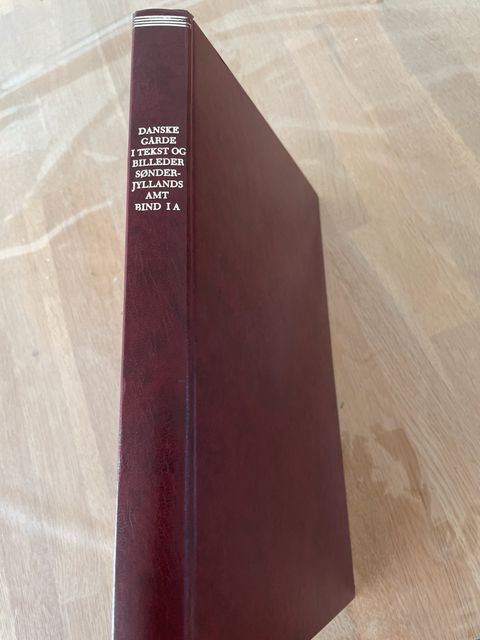 DANSKE
GÅRDE
I TEKST OG
BILLEDER
SØNDER-
JYLLANDS
AMT
BIND I A